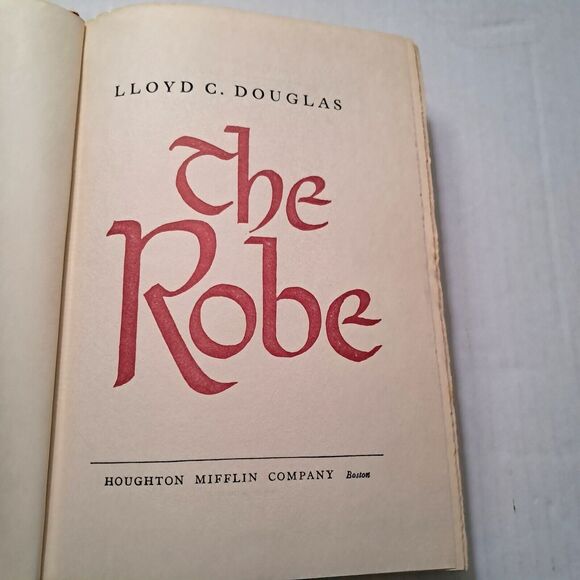 LLOYD C. DOUGLAS
The
Robe
HOUGHTON MIFFLIN COMPANY Boston